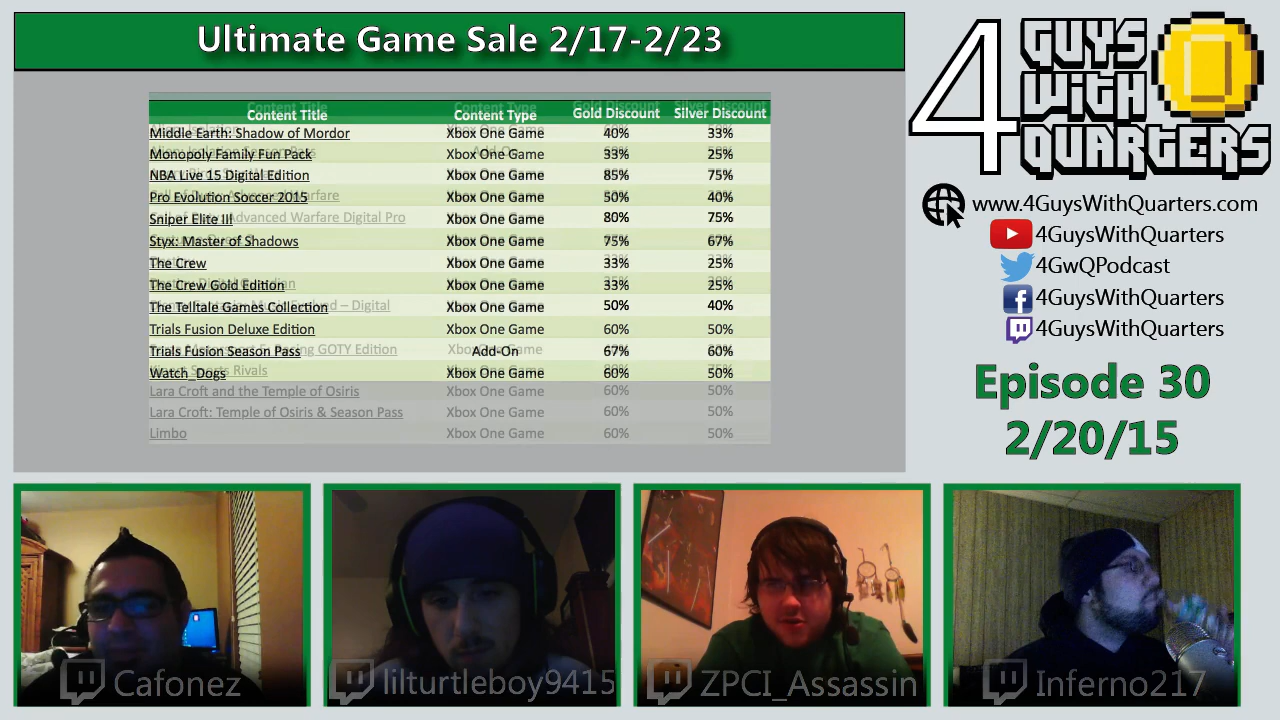 Ultimate Game Sale 2/17-2/23
4 GUYS
WiTH
QUARTERS
Content Title Content Type Gold Discount Silver Discount
Middle Earth: Shadow of Mordor Xbox One Game 40% 33%
Monopoly Family Fun Pack Xbox One Game 33% 25%
NBA Live 15 Digital Edition Xbox One Game 85% 75%
Pro Evolution Soccer 2015 Xbox One Game 50% 40%
Sniper Elite III Xbox One Game 80% 75%
Styx: Master of Shadows Xbox One Game 75% 67%
The Crew Xbox One Game 33% 25%
The Crew Gold Edition Xbox One Game 33% 25%
The Telltale Games Collection Xbox One Game 50% 40%
Trials Fusion Deluxe Edition Xbox One Game 60% 50%
Trials Fusion Season Pass Add-On 67% 60%
Watch_Dogs Xbox One Game 60% 50%
Lara Croft and the Temple of Osiris Xbox One Game 60% 50%
Lara Croft: Temple of Osiris & Season Pass Xbox One Game 60% 50%
Limbo Xbox One Game 60% 50%
www.4GuysWithQuarters.com
4GuysWithQuarters
4GwQPodcast
4GuysWithQuarters
4GuysWithQuarters
Episode 30
2/20/15
Cafonez
lilturtleboy9415
ZPCI_Assassin
Inferno217